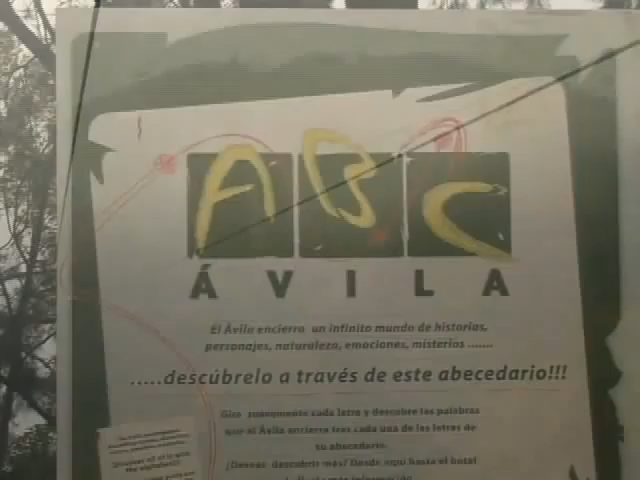 ABC
ÁVILA
El Ávila encierra un infinito mundo de historias,
personajes, naturaleza, emociones, misterios .......
.....descúbrelo a través de este abecedario!!!
Gire suavemente cada letra y descubre las palabras
que el Ávila encierra tras cada una de las letras de
su abecedario.
¿Deseas descubrir más? Desde aquí hasta el hotel